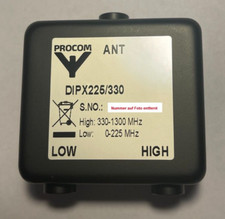 PROCOM
ANT
DIPX225/330
S.NO.:
Nummer auf Foto entfernt
High: 330-1300 MHz
Low: 0-225 MHz
LOW
HIGH